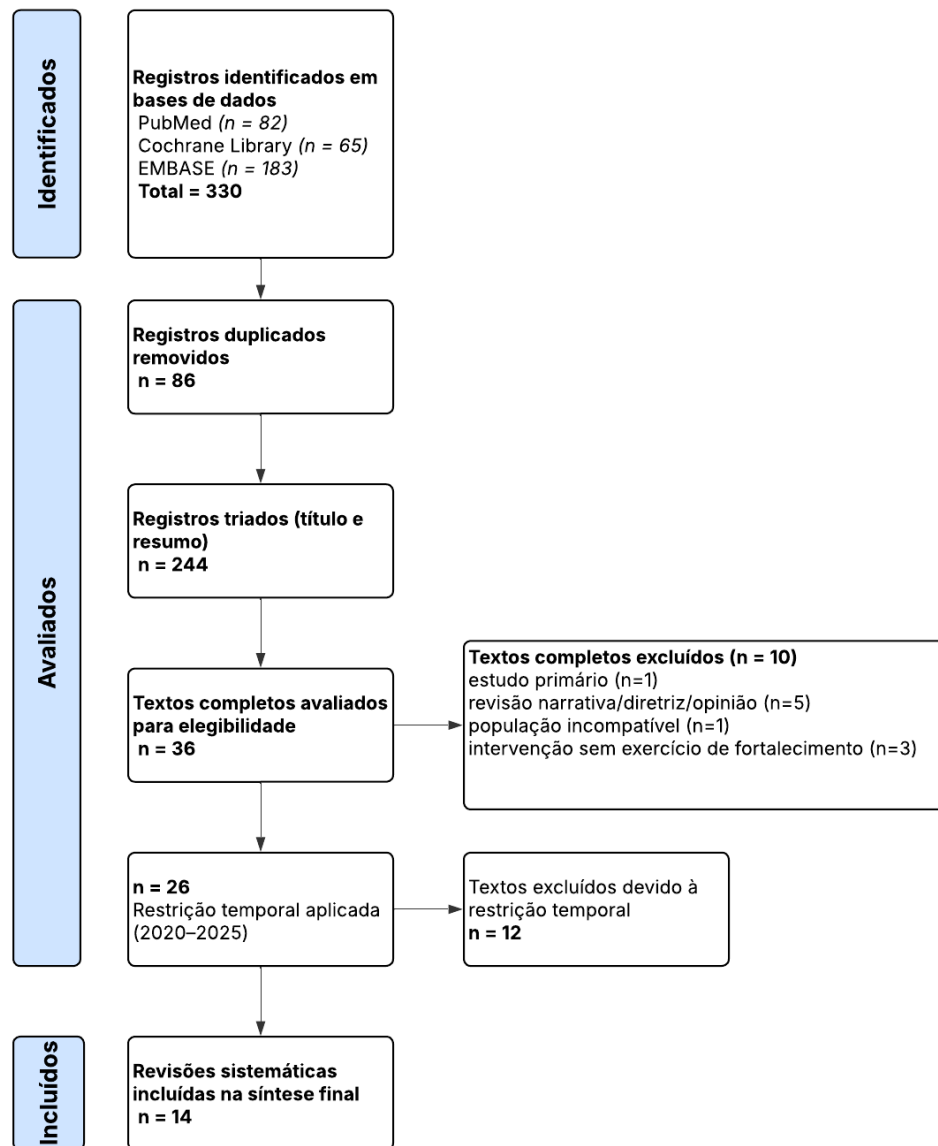 Identificados
Registros identificados em
bases de dados
PubMed (n = 82)
Cochrane Library (n = 65)
EMBASE (n = 183)
Total = 330
Avaliados
Registros duplicados
removidos
n = 86
Registros triados (título e
resumo)
n = 244
Textos completos avaliados
para elegibilidade
n = 36
Textos completos excluídos (n = 10)
estudo primário (n=1)
revisão narrativa/diretriz/opinião (n=5)
população incompatível (n=1)
intervenção sem exercício de fortalecimento (n=3)
n = 26
Restrição temporal aplicada
(2020–2025)
Textos excluídos devido à
restrição temporal
n = 12
Incluídos
Revisões sistemáticas
incluídas na síntese final
n = 14